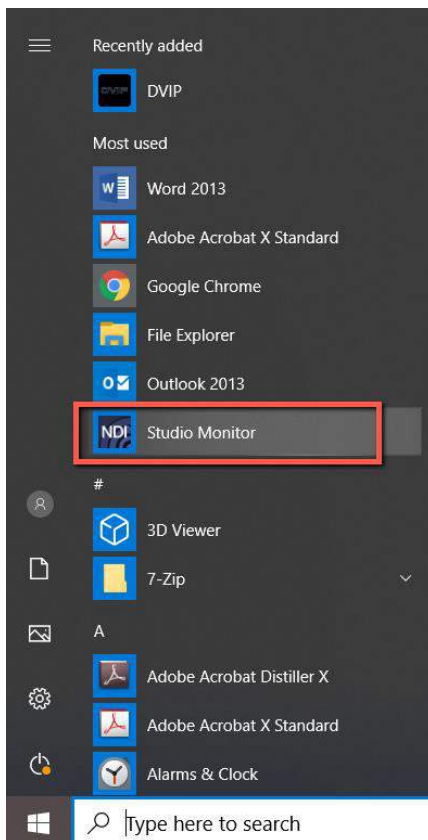 Recently added
DVIP
DVIP
Most used
W
Word 2013
Adobe Acrobat X Standard
Google Chrome
File Explorer
O
Outlook 2013
NDI
Studio Monitor
#
3D Viewer
7-Zip
A
Adobe Acrobat Distiller X
Adobe Acrobat X Standard
Alarms & Clock
Type here to search